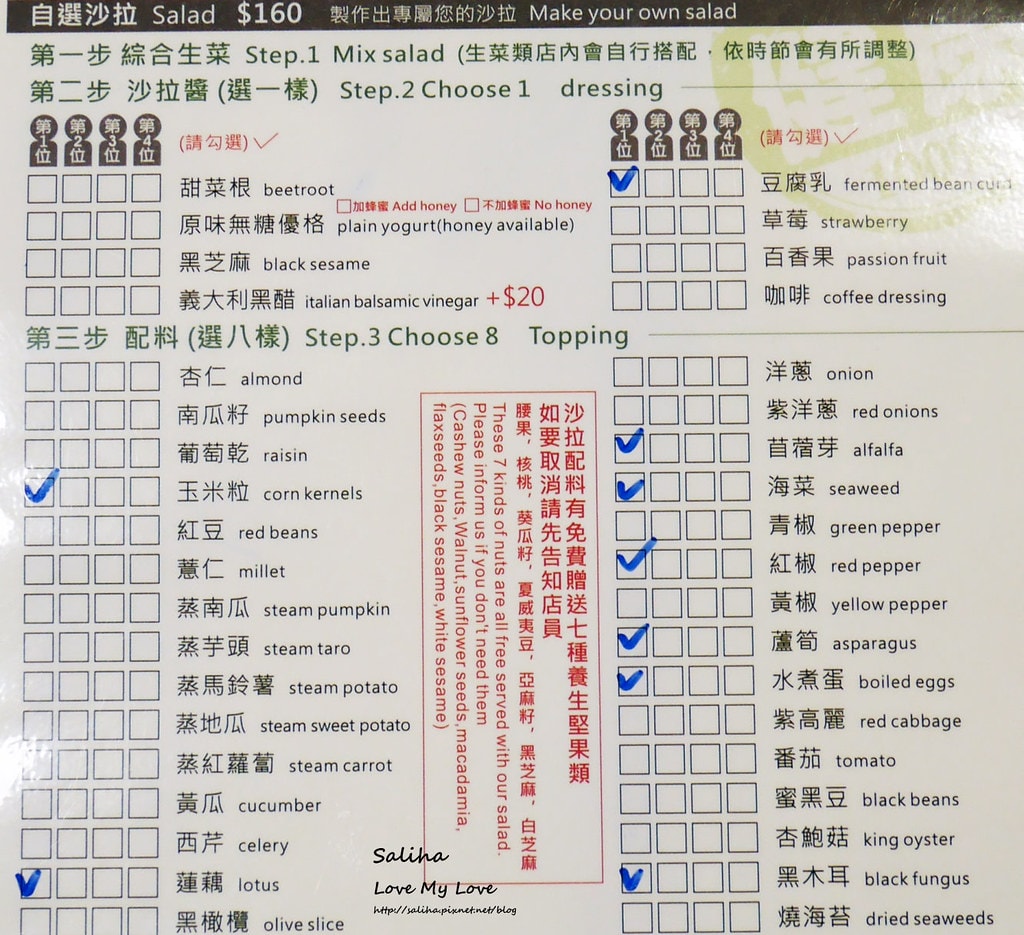 自選沙拉 Salad $160 製作出專屬您的沙拉 Make your own salad
第一步 綜合生菜 Step.1 Mix salad (生菜類店內會自行搭配，依時節會有所調整)
第二步 沙拉醬 (選一樣) Step.2 Choose 1 dressing
第1位 第2位 第3位 第4位 (請勾選)
甜菜根 beetroot
加蜂蜜 Add honey 不加蜂蜜 No honey
原味無糖優格 plain yogurt(honey available)
黑芝麻 black sesame
義大利黑醋 italian balsamic vinegar +$20
第1位 第2位 第3位 第4位 (請勾選)
豆腐乳 fermented bean curd
草莓 strawberry
百香果 passion fruit
咖啡 coffee dressing
第三步 配料 (選八樣) Step.3 Choose 8 Topping
杏仁 almond
南瓜籽 pumpkin seeds
葡萄乾 raisin
玉米粒 corn kernels
紅豆 red beans
薏仁 millet
蒸南瓜 steam pumpkin
蒸芋頭 steam taro
蒸馬鈴薯 steam potato
蒸地瓜 steam sweet potato
蒸紅蘿蔔 steam carrot
黃瓜 cucumber
西芹 celery
蓮藕 lotus
黑橄欖 olive slice
沙拉配料有免費贈送七種養生堅果類
如要取消請先告知店員
腰果，核桃，葵瓜籽，夏威夷豆，亞麻籽，黑芝麻，白芝麻
These 7 kinds of nuts are all free served with our salad.
Please inform us if you don't need them
(Cashew nuts,Walnut,sunflower seeds,macadamia,
flaxseeds,black sesame,white sesame)
洋蔥 onion
紫洋蔥 red onions
苜蓿芽 alfalfa
海菜 seaweed
青椒 green pepper
紅椒 red pepper
黃椒 yellow pepper
蘆筍 asparagus
水煮蛋 boiled eggs
紫高麗 red cabbage
番茄 tomato
蜜黑豆 black beans
杏鮑菇 king oyster
黑木耳 black fungus
燒海苔 dried seaweeds
Saliha
Love My Love
http://saliha.pixnet.net/blog